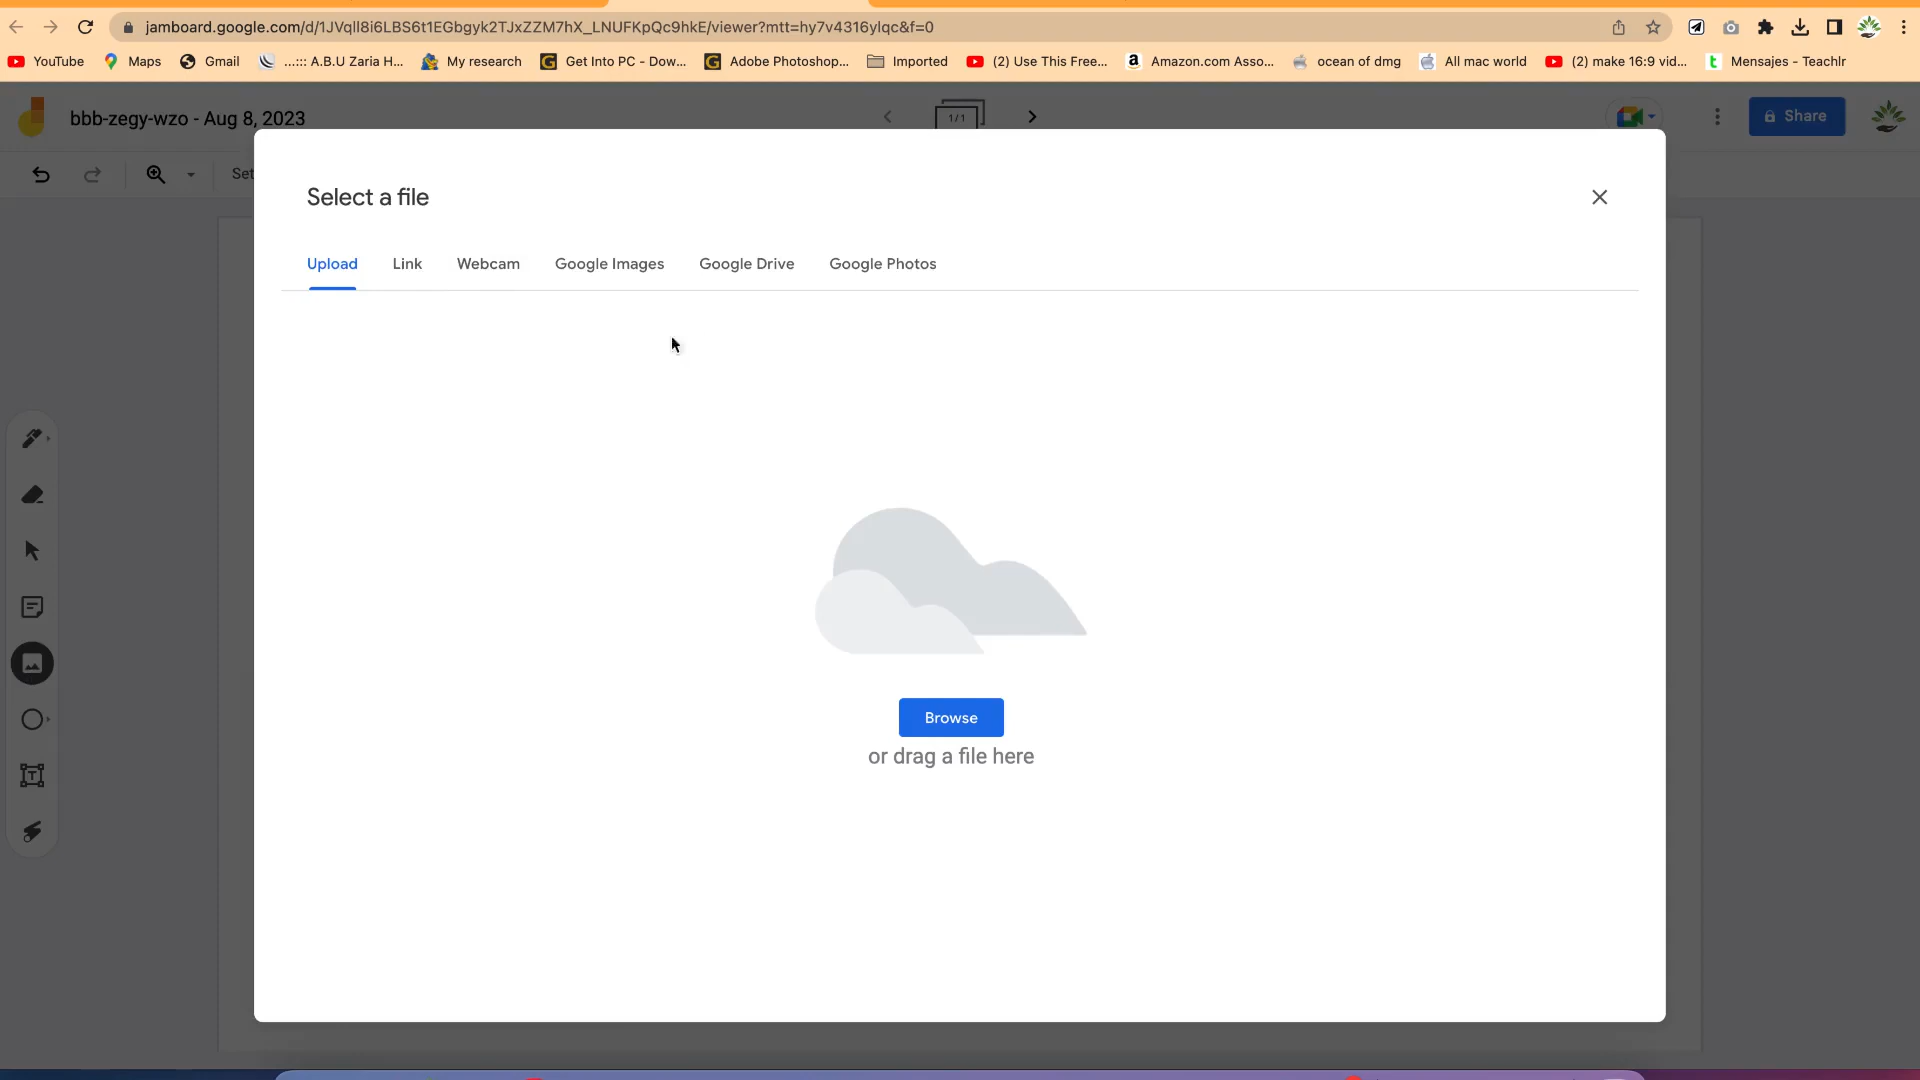 jamboard.google.com/d/1JVqlI8i6LBS6t1EGbgyk2TJxZZM7hX_LNUFKpQc9hkE/viewer?mtt=hy7v4316ylqc&f=0
YouTube Maps Gmail ...::: A.B.U Zaria H... My research Get Into PC - Dow... Adobe Photoshop... Imported (2) Use This Free... Amazon.com Asso... ocean of dmg All mac world (2) make 16:9 vid... Mensajes - Teachlr
bbb-zegy-wzo - Aug 8, 2023
1/1
Share
Set
Select a file
Upload Link Webcam Google Images Google Drive Google Photos
Browse
or drag a file here